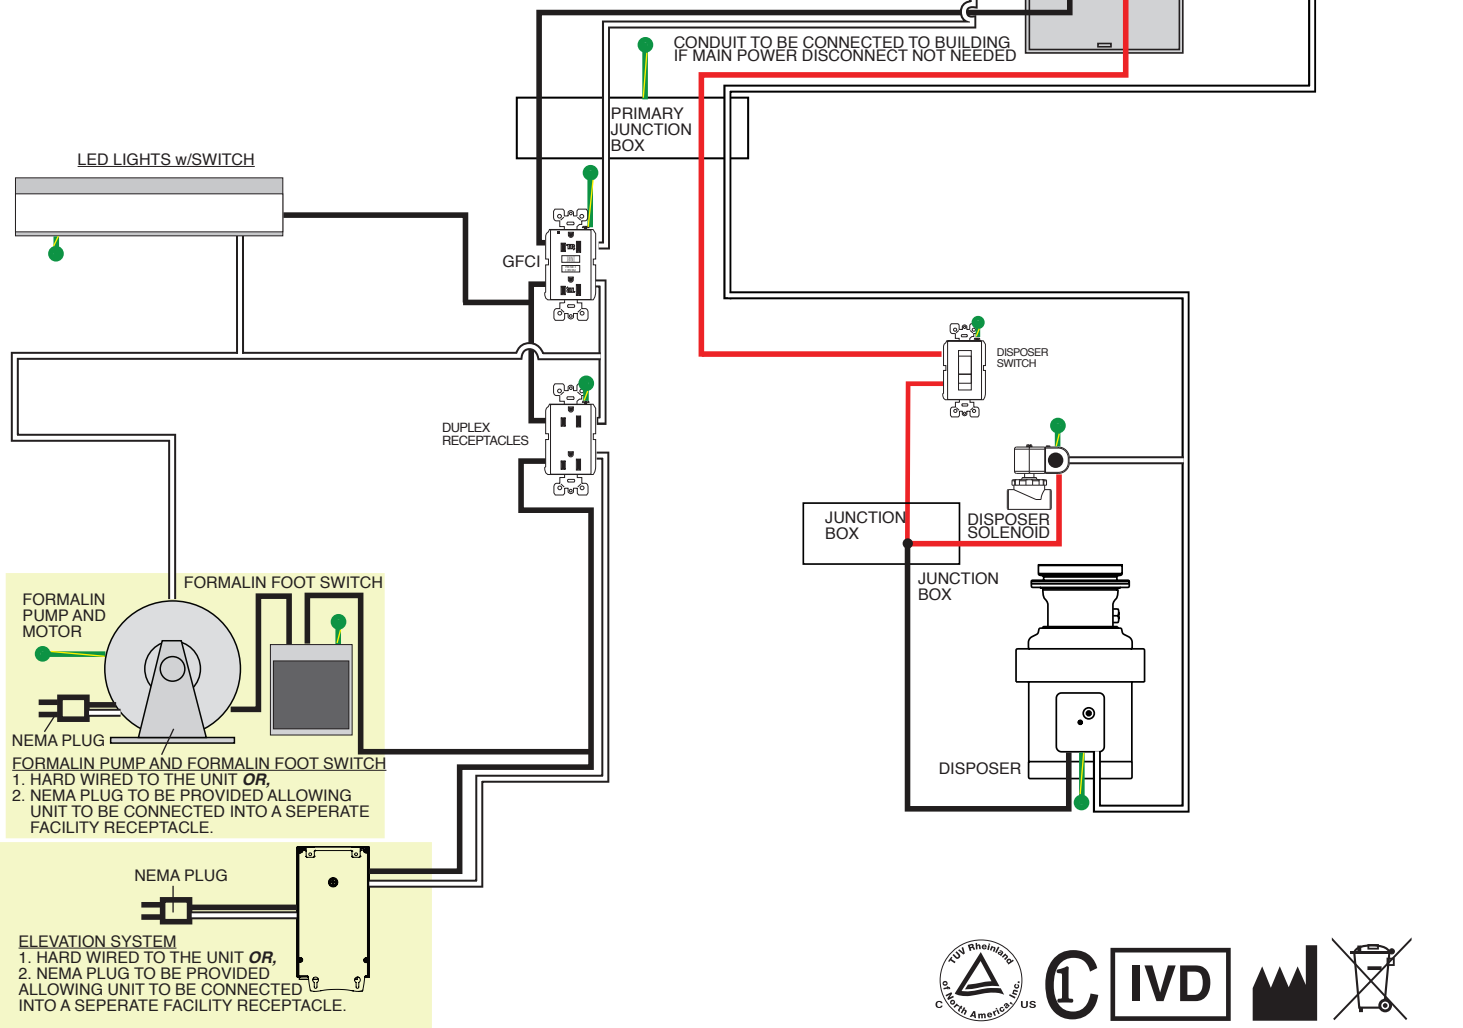 CONDUIT TO BE CONNECTED TO BUILDING
IF MAIN POWER DISCONNECT NOT NEEDED
PRIMARY
JUNCTION
BOX
LED LIGHTS w/SWITCH
GFCI
DISPOSER
SWITCH
DUPLEX
RECEPTACLES
JUNCTION
BOX
DISPOSER
SOLENOID
JUNCTION
BOX
FORMALIN FOOT SWITCH
FORMALIN
PUMP AND
MOTOR
NEMA PLUG
FORMALIN PUMP AND FORMALIN FOOT SWITCH
1. HARD WIRED TO THE UNIT OR,
2. NEMA PLUG TO BE PROVIDED ALLOWING
UNIT TO BE CONNECTED INTO A SEPERATE
FACILITY RECEPTACLE.
DISPOSER
NEMA PLUG
ELEVATION SYSTEM
1. HARD WIRED TO THE UNIT OR,
2. NEMA PLUG TO BE PROVIDED
ALLOWING UNIT TO BE CONNECTED
INTO A SEPERATE FACILITY RECEPTACLE.
TUV Rheinland
of North America, Inc.
C US
1
IVD